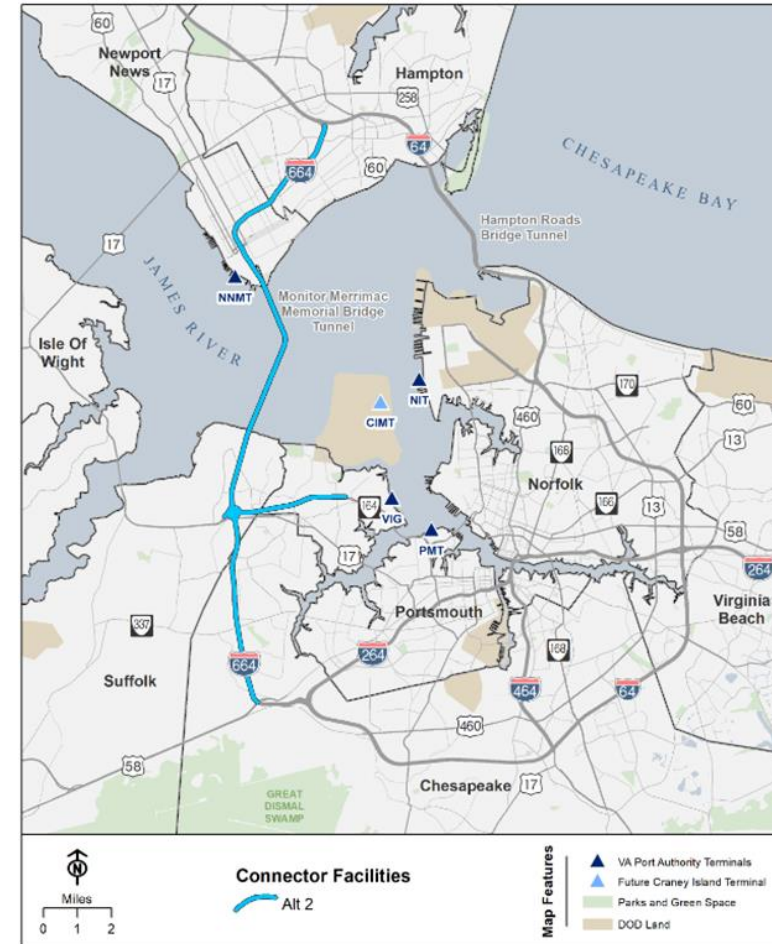 60
Newport
News
17
Hampton
258
64
664
60
CHESAPEAKE BAY
Hampton Roads
Bridge Tunnel
17
JAMES RIVER
NNMT
Monitor Merrimac
Memorial Bridge
Tunnel
Isle Of
Wight
CIMT
NIT
170
460
60
13
168
Norfolk
164
VIG
166
13
58
PMT
17
264
Virginia
Beach
Portsmouth
337
264
168
664
Suffolk
464
64
460
58
Chesapeake
17
GREAT
DISMAL
SWAMP
N
Miles
0 1 2
Connector Facilities
Alt 2
Map Features
VA Port Authority Terminals
Future Craney Island Terminal
Parks and Green Space
DOD Land